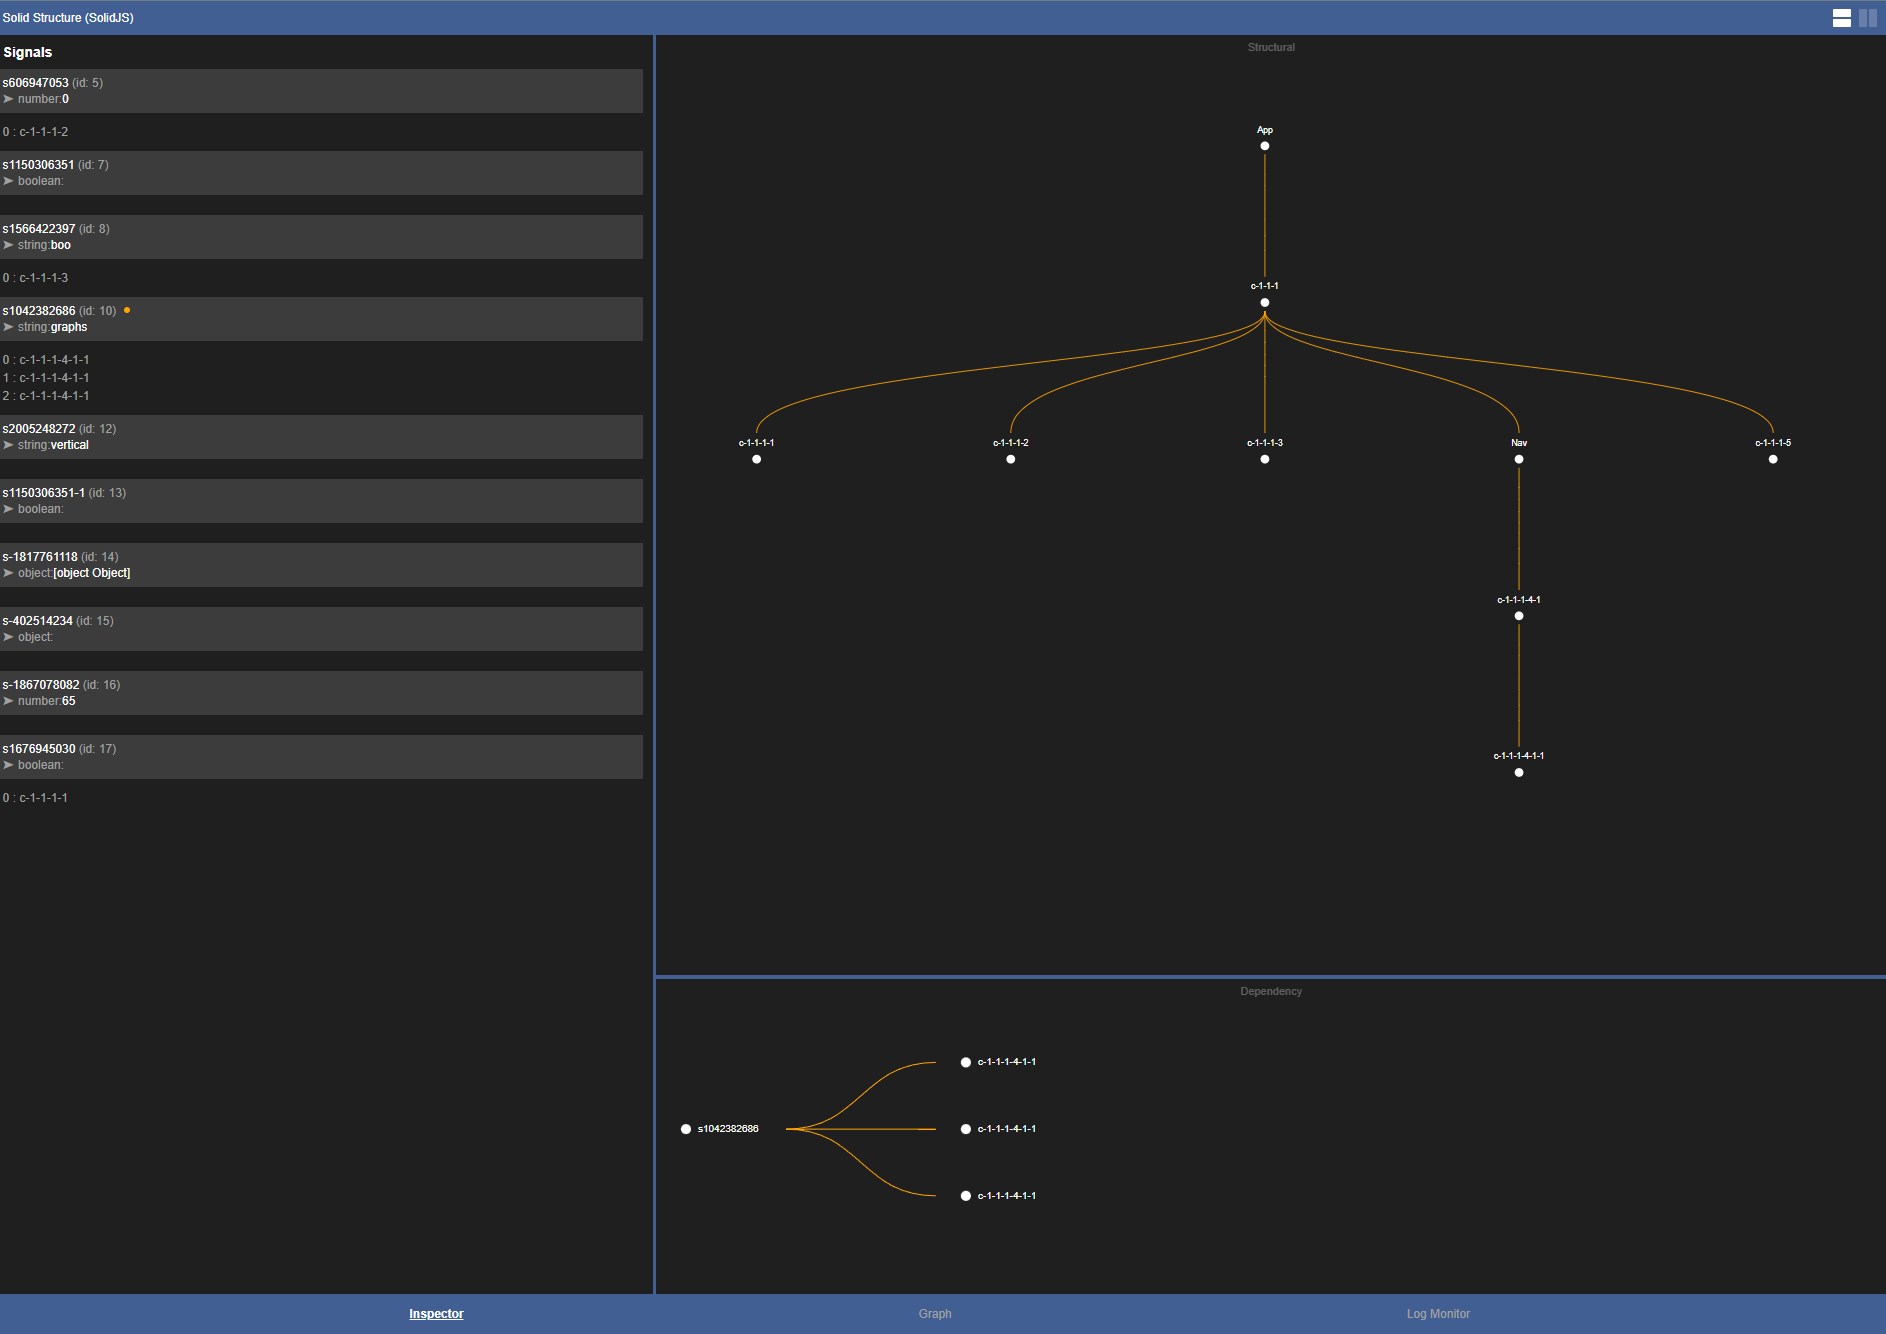 Solid Structure (SolidJS)
Signals
s606947053 (id: 5)
➤ number:0
0 : c-1-1-1-2
s1150306351 (id: 7)
➤ boolean:
s1566422397 (id: 8)
➤ string:boo
0 : c-1-1-1-3
s1042382686 (id: 10)
➤ string:graphs
0 : c-1-1-1-4-1-1
1 : c-1-1-1-4-1-1
2 : c-1-1-1-4-1-1
s2005248272 (id: 12)
➤ string:vertical
s1150306351-1 (id: 13)
➤ boolean:
s-1817761118 (id: 14)
➤ object:[object Object]
s-402514234 (id: 15)
➤ object:
s-1867078082 (id: 16)
➤ number:65
s1676945030 (id: 17)
➤ boolean:
0 : c-1-1-1-1
Structural
App
c-1-1-1
c-1-1-1-1
c-1-1-1-2
c-1-1-1-3
Nav
c-1-1-1-5
c-1-1-1-4-1
c-1-1-1-4-1-1
Dependency
s1042382686
c-1-1-1-4-1-1
c-1-1-1-4-1-1
c-1-1-1-4-1-1
Inspector
Graph
Log Monitor